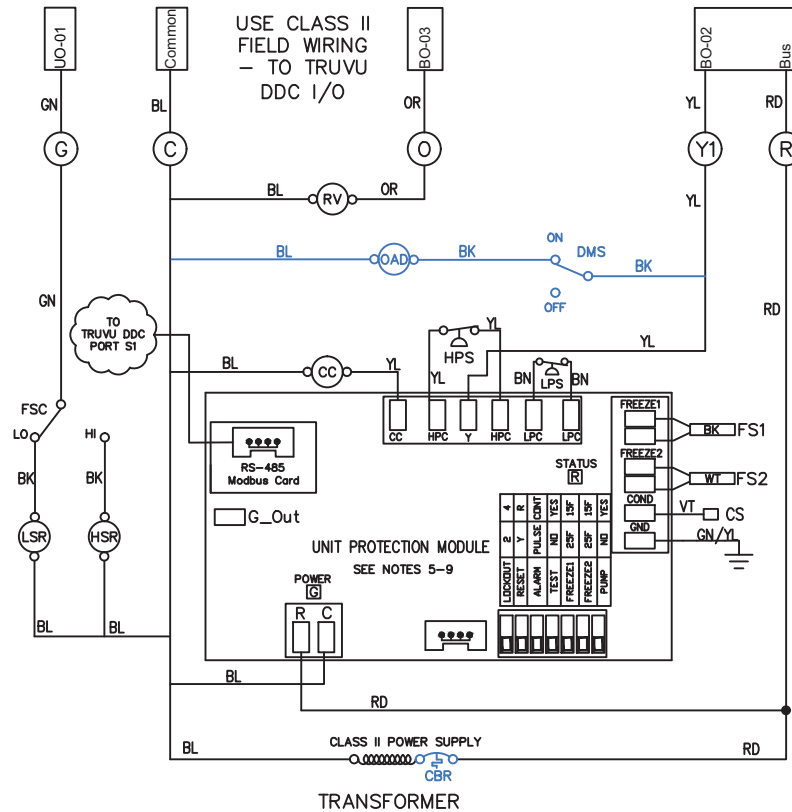 UO-01
Common
USE CLASS II
FIELD WIRING
- TO TRUVU
DDC I/O
BO-03
BO-02
Bus
GN
BL
OR
YL
RD
G
C
O
Y1
R
BL
RV
OR
YL
BL
OAD
BK
ON
DMS
BK
OFF
GN
RD
TO
TRUVU DDC
PORT S1
HPS
YL
YL
YL
BL
CC
YL
BN
LPS
BN
FSC
LO
HI
CC
HPC
Y
HPC
LPC
LPC
FREEZE1
BK
FS1
FREEZE2
WT
FS2
COND
VT
CS
GND
GN/YL
RS-485
Modbus Card
STATUS
R
BK
BK
LSR
HSR
G_Out
UNIT PROTECTION MODULE
SEE NOTES 5-9
4
R
CONT
YES
15F
15F
YES
2
Y
PULSE
NO
25F
25F
NO
LOCKOUT
RESET
ALARM
TEST
FREEZE1
FREEZE2
PUMP
POWER
G
R
C
BL
BL
BL
RD
BL
CLASS II POWER SUPPLY
RD
CBR
TRANSFORMER